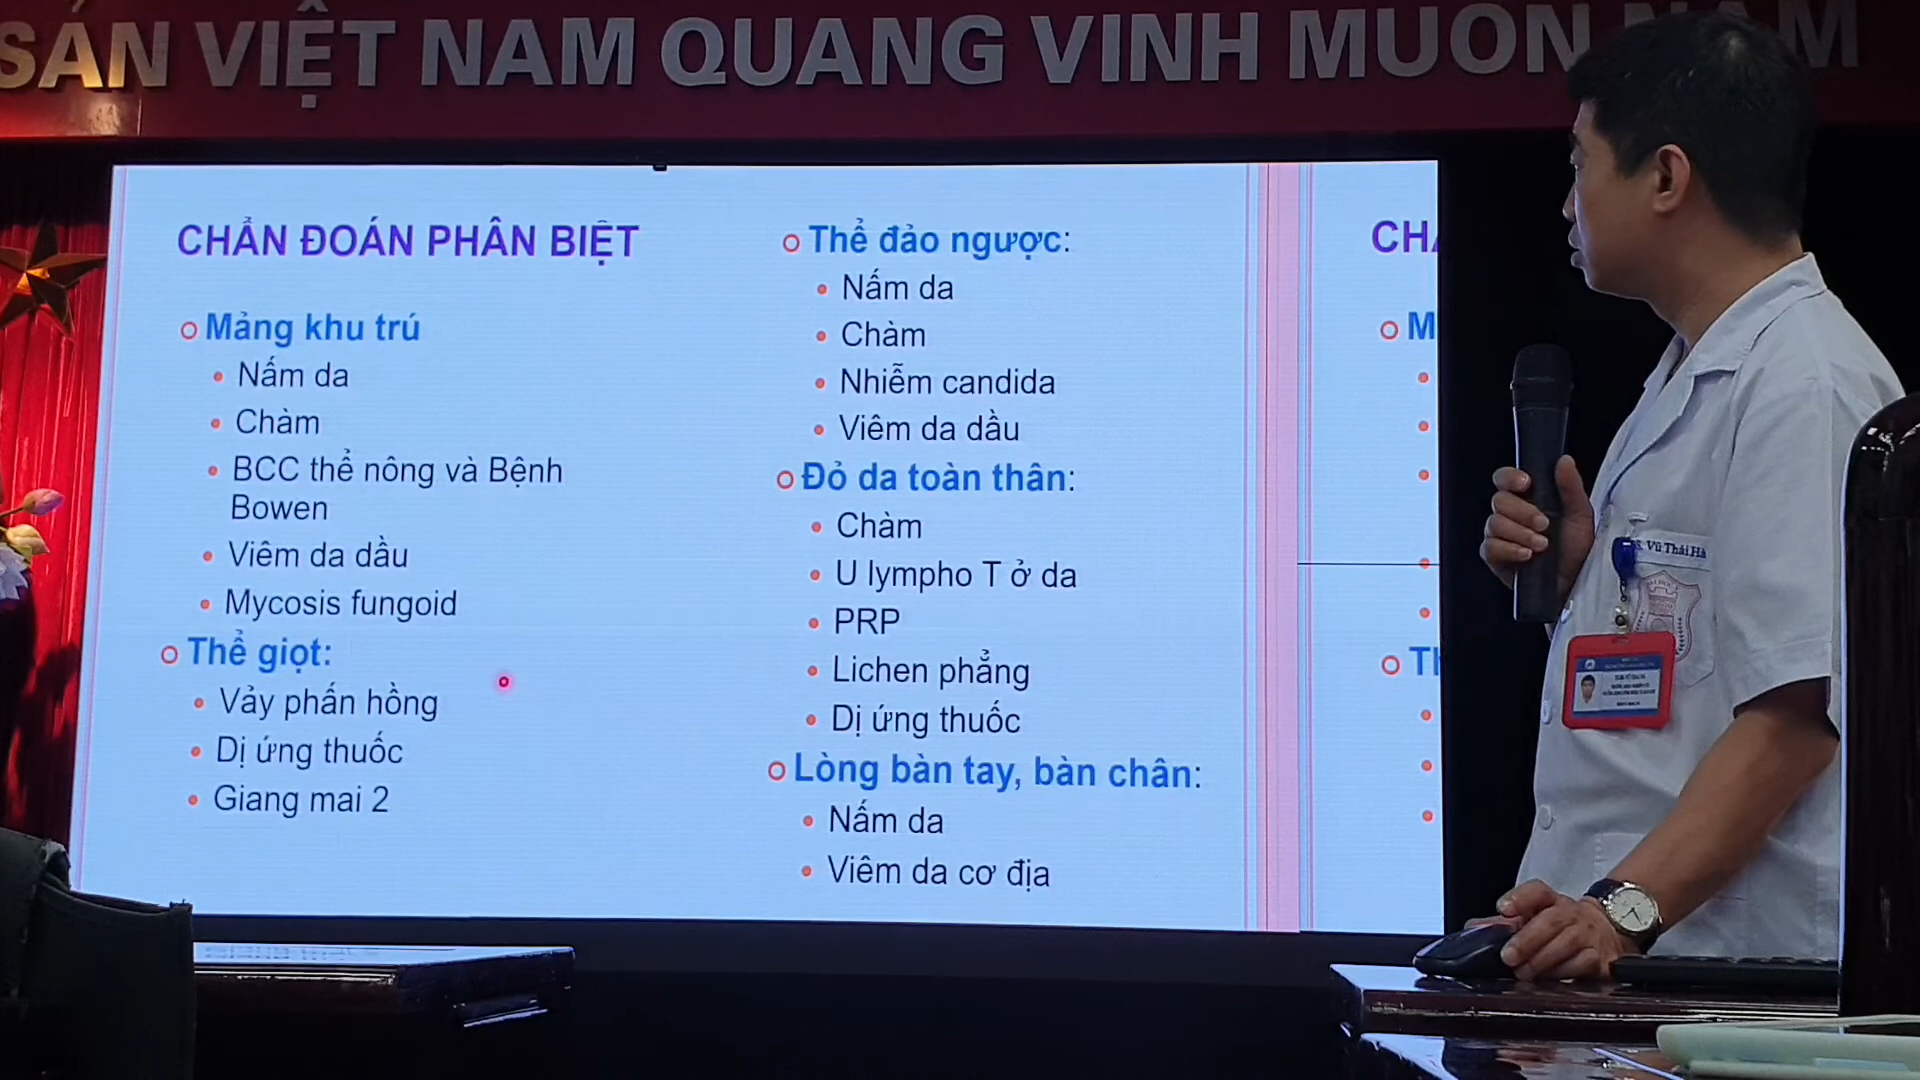 SẢN VIỆT NAM QUANG VINH MUÔN NĂM
CHẨN ĐOÁN PHÂN BIỆT
Mảng khu trú
Nấm da
Chàm
BCC thể nông và Bệnh
Bowen
Viêm da dầu
Mycosis fungoid
Thể giọt:
Vảy phấn hồng
Dị ứng thuốc
Giang mai 2
Thể đảo ngược:
Nấm da
Chàm
Nhiễm candida
Viêm da dầu
Đỏ da toàn thân:
Chàm
U lympho T ở da
PRP
Lichen phẳng
Dị ứng thuốc
Lòng bàn tay, bàn chân:
Nấm da
Viêm da cơ địa
CHẨ
M
Th
Vũ Thái Hà